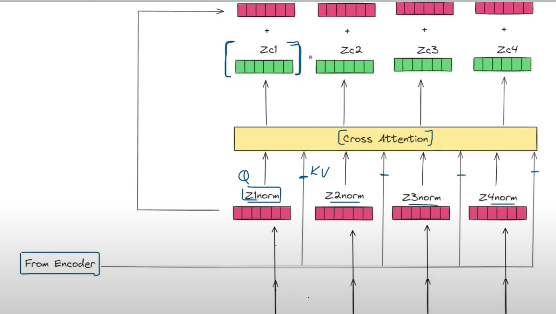 + + + +
Zc1 Zc2 Zc3 Zc4
Cross Attention
Q KV
Z1norm Z2norm Z3norm Z4norm
From Encoder